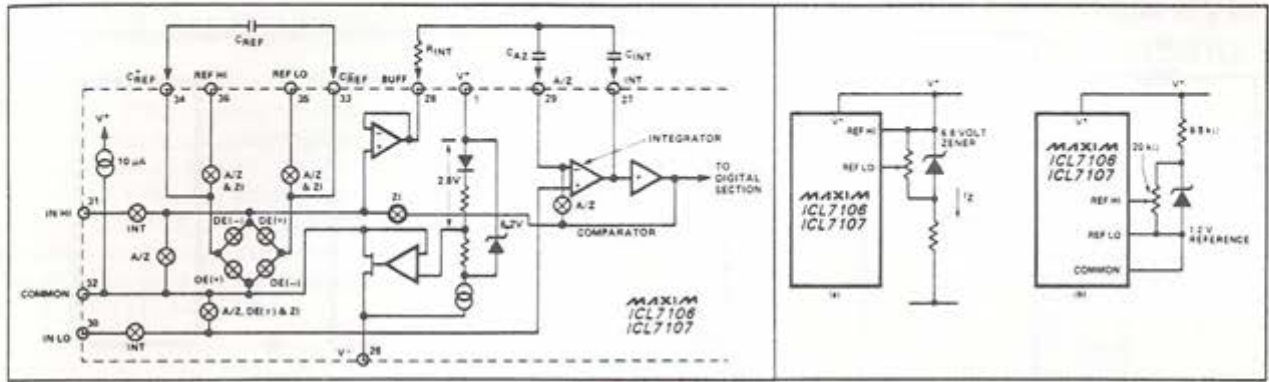 C REF
R INT
C AZ
C INT
C+REF
REF HI
REF LO
C-REF
BUFF
V+
A/Z
INT
34
36
35
33
28
1
29
27
V+
10 µA
A/Z & ZI
A/Z & ZI
2.8V
6.2V
INTEGRATOR
TO DIGITAL SECTION
A/Z
COMPARATOR
ZI
31
IN HI
INT
DE(−)
DE(+)
A/Z
DE(+)
DE(−)
32
COMMON
A/Z, DE(±) & ZI
30
IN LO
INT
V−
26
MAXIM
ICL7106
ICL7107
V+
V+
REF HI
REF LO
6.8 VOLT ZENER
IZ
MAXIM
ICL7106
ICL7107
(a)
V+
V+
6.8 kΩ
20 kΩ
MAXIM
ICL7106
ICL7107
REF HI
REF LO
COMMON
1.2 V REFERENCE
(b)